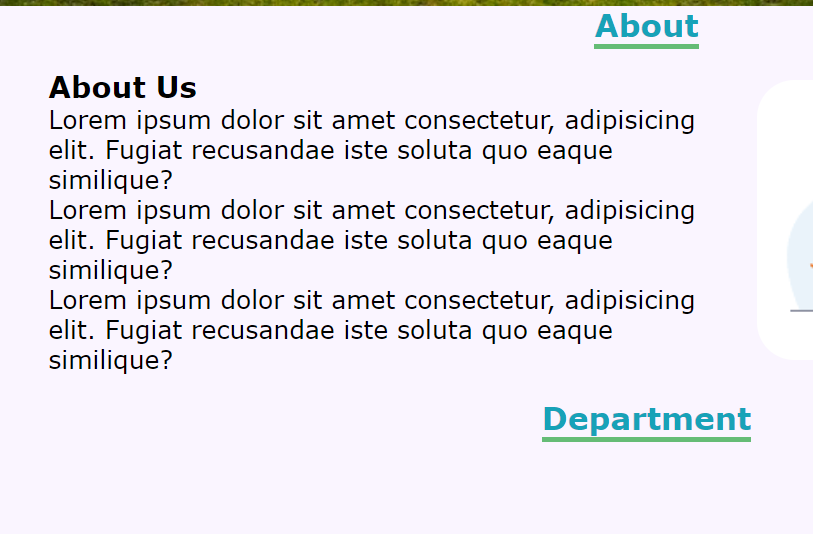 About
About Us
Lorem ipsum dolor sit amet consectetur, adipisicing
elit. Fugiat recusandae iste soluta quo eaque
similique?
Lorem ipsum dolor sit amet consectetur, adipisicing
elit. Fugiat recusandae iste soluta quo eaque
similique?
Lorem ipsum dolor sit amet consectetur, adipisicing
elit. Fugiat recusandae iste soluta quo eaque
similique?
Department